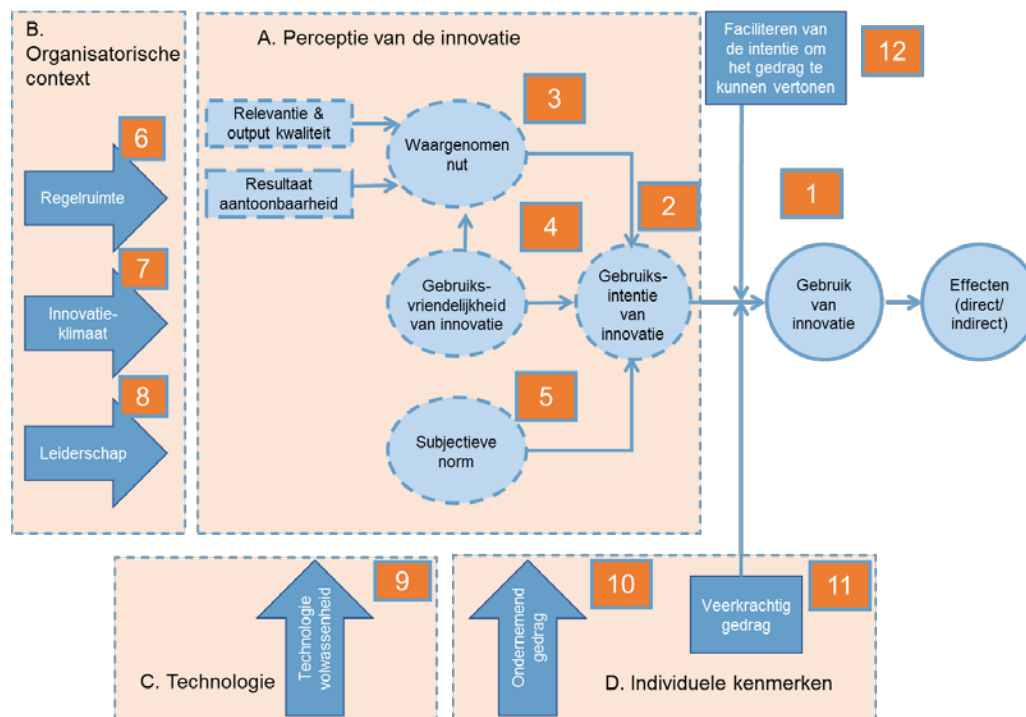 B.
Organisatorische
context
6
Regelruimte
7
Innovatie-
klimaat
8
Leiderschap
A. Perceptie van de innovatie
Relevantie &
output kwaliteit
Resultaat
aantoonbaarheid
3
Waargenomen
nut
4
Gebruiks-
vriendelijkheid
van innovatie
5
Subjectieve
norm
2
Gebruiks-
intentie
van
innovatie
Faciliteren van
de intentie om
het gedrag te
kunnen vertonen
12
1
Gebruik
van
innovatie
Effecten
(direct/
indirect)
9
Technologie
volwassenheid
C. Technologie
10
Ondernemend
gedrag
11
Veerkrachtig
gedrag
D. Individuele kenmerken